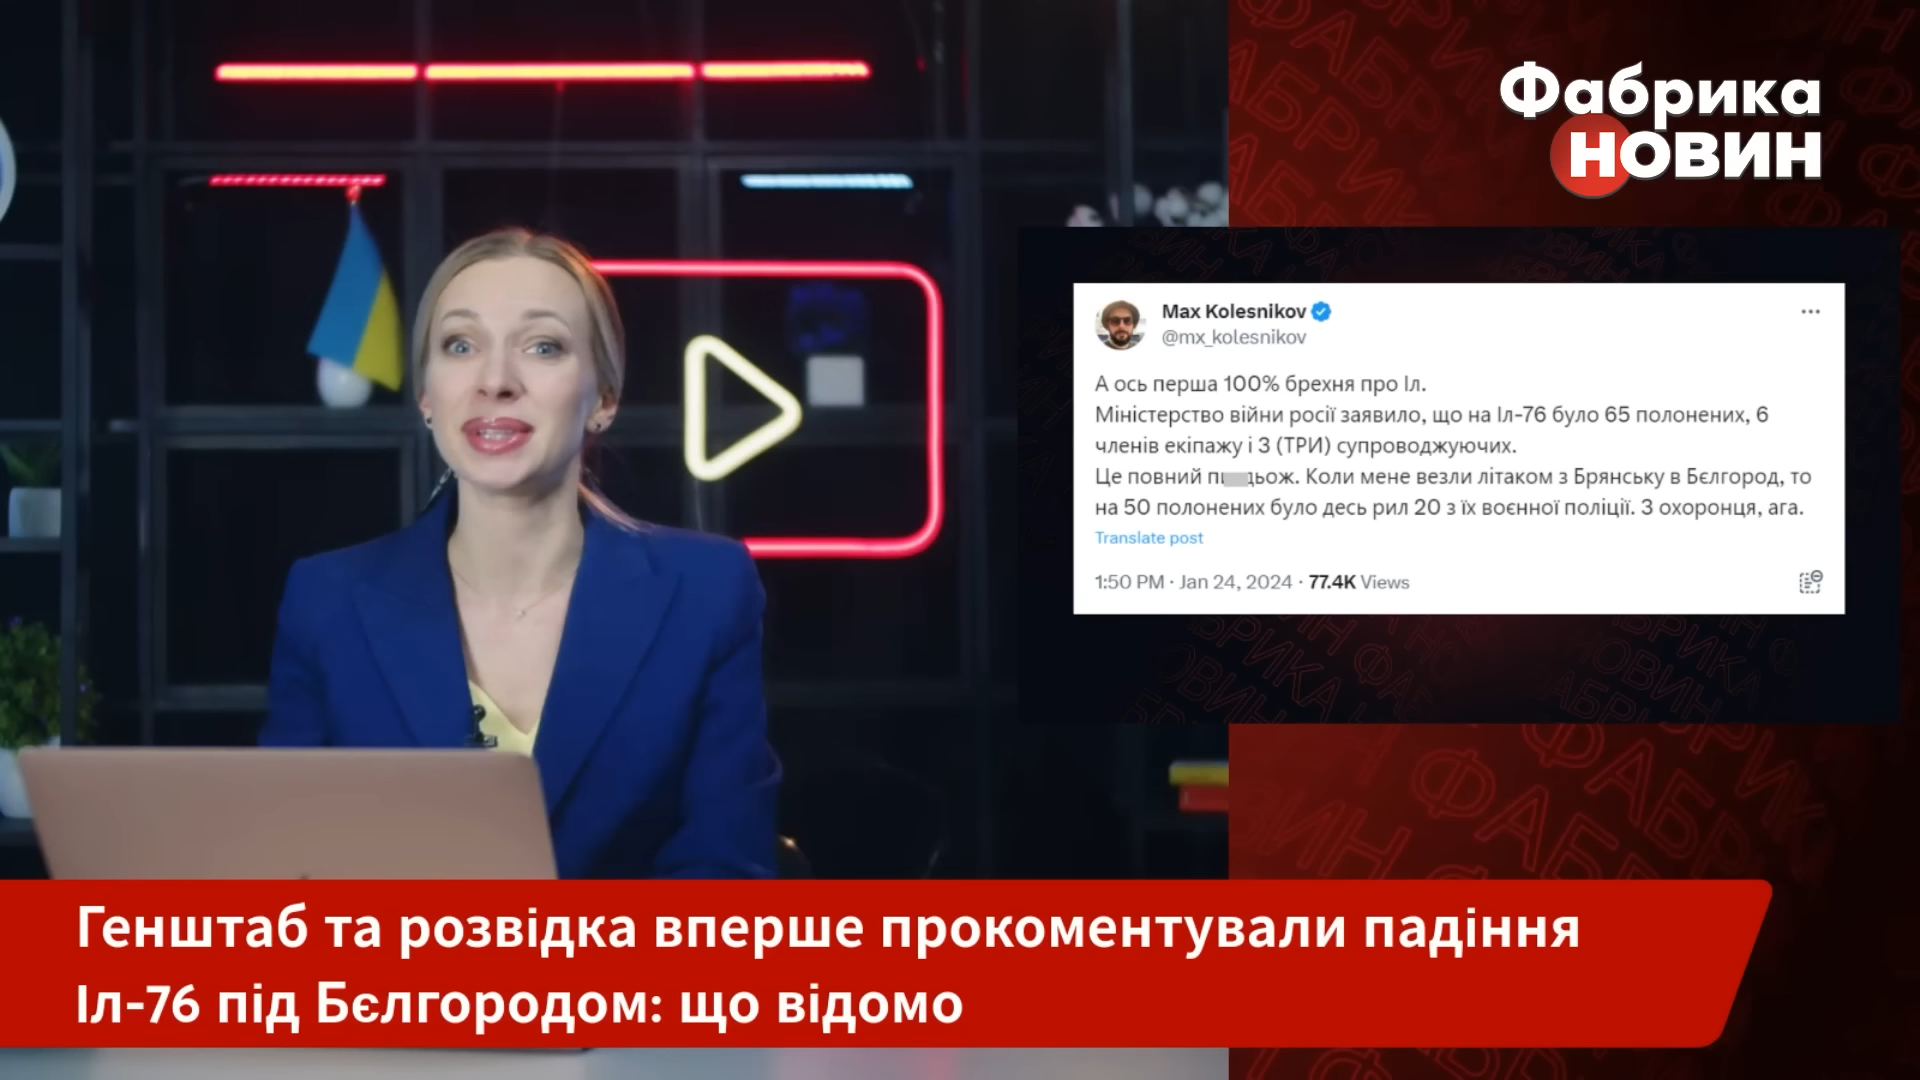 Фабрика
новин
Max Kolesnikov
@mx_kolesnikov
А ось перша 100% брехня про Іл.
Міністерство війни росії заявило, що на Іл-76 було 65 полонених, 6
членів екіпажу і 3 (ТРИ) супроводжуючих.
Це повний дьож. Коли мене везли літаком з Брянську в Бєлгород, то
на 50 полонених було десь рил 20 з їх воєнної поліції. 3 охоронця, ага.
Translate post
1:50 PM · Jan 24, 2024 · 77.4K Views
Генштаб та розвідка вперше прокоментували падіння
Іл-76 під Бєлгородом: що відомо